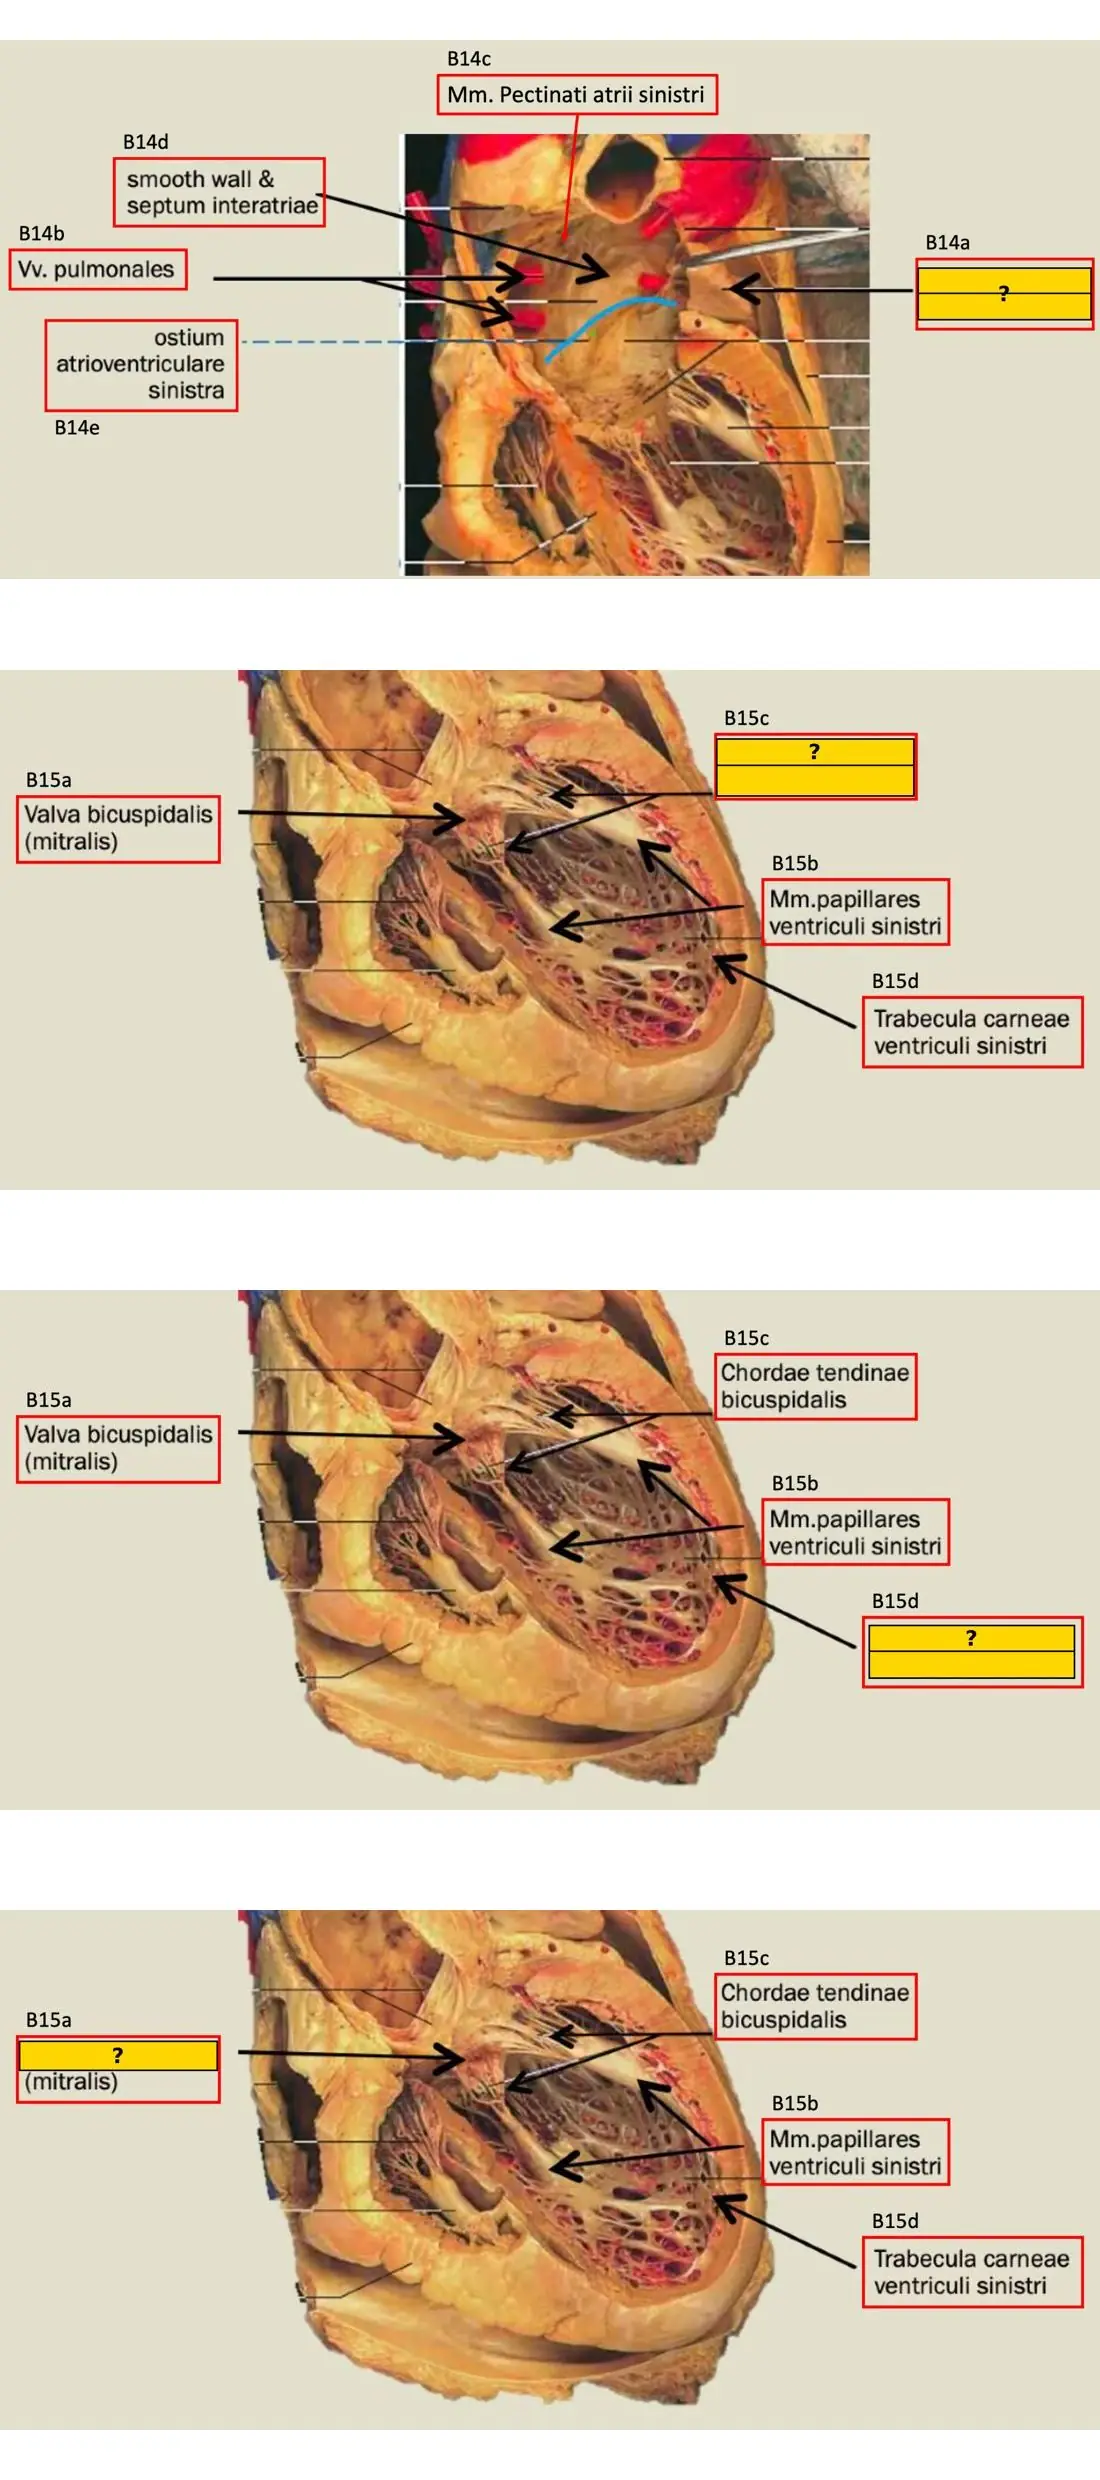 B14c
Mm. Pectinati atrii sinistri
B14d
smooth wall &
septum interatriae
B14b
Vv. pulmonales
B14a
?
ostium
atrioventriculare
sinistra
B14e
B15c
?
B15a
Valva bicuspidalis
(mitralis)
B15b
Mm.papillares
ventriculi sinistri
B15d
Trabecula carneae
ventriculi sinistri
B15c
Chordae tendinae
bicuspidalis
B15a
Valva bicuspidalis
(mitralis)
B15b
Mm.papillares
ventriculi sinistri
B15d
?
B15c
Chordae tendinae
bicuspidalis
B15a
?
(mitralis)
B15b
Mm.papillares
ventriculi sinistri
B15d
Trabecula carneae
ventriculi sinistri